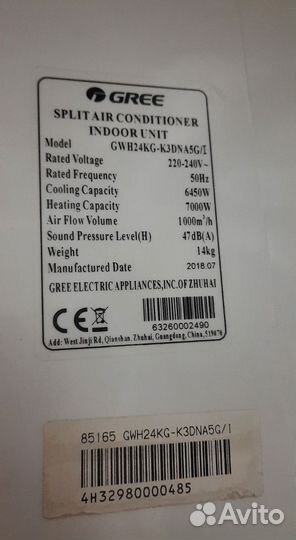 GREE
SPLIT AIR CONDITIONER
INDOOR UNIT
Model GWH24KG-K3DNA5G/I
Rated Voltage 220-240V~
Rated Frequency 50Hz
Cooling Capacity 6450W
Heating Capacity 7000W
Air Flow Volume 1000m³/h
Sound Pressure Level(H) 47dB(A)
Weight 14kg
Manufactured Date 2018.07
GREE ELECTRIC APPLIANCES,INC.OF ZHUHAI
CE
63260002490
Add: West Jinji Rd, Qianshan, Zhuhai, Guangdong, China, 519070
85165 GWH24KG-K3DNA5G/I
4H32980000485
Avito